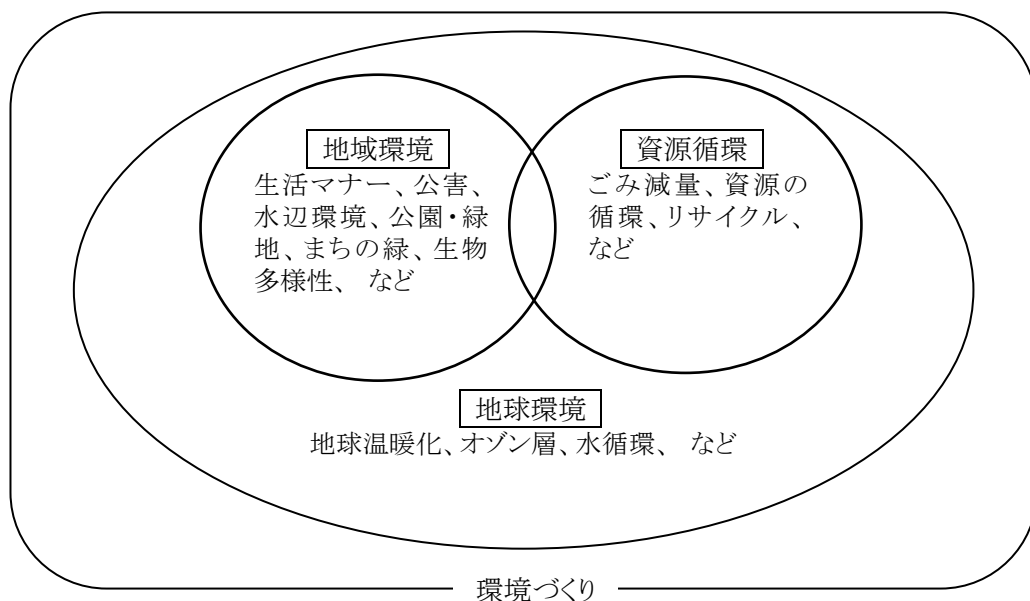 地域環境
生活マナー、公害、
水辺環境、公園・緑
地、まちの緑、生物
多様性、 など
資源循環
ごみ減量、資源の
循環、リサイクル、
など
地球環境
地球温暖化、オゾン層、水循環、 など
環境づくり